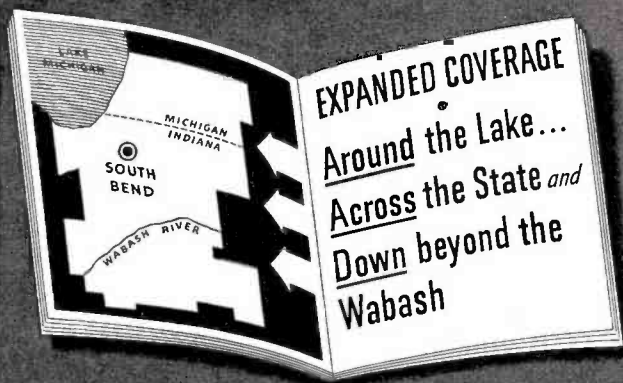 LAKE
MICHIGAN
MICHIGAN
INDIANA
SOUTH
BEND
WABASH RIVER
EXPANDED COVERAGE
Around the Lake...
Across the State and
Down beyond the
Wabash